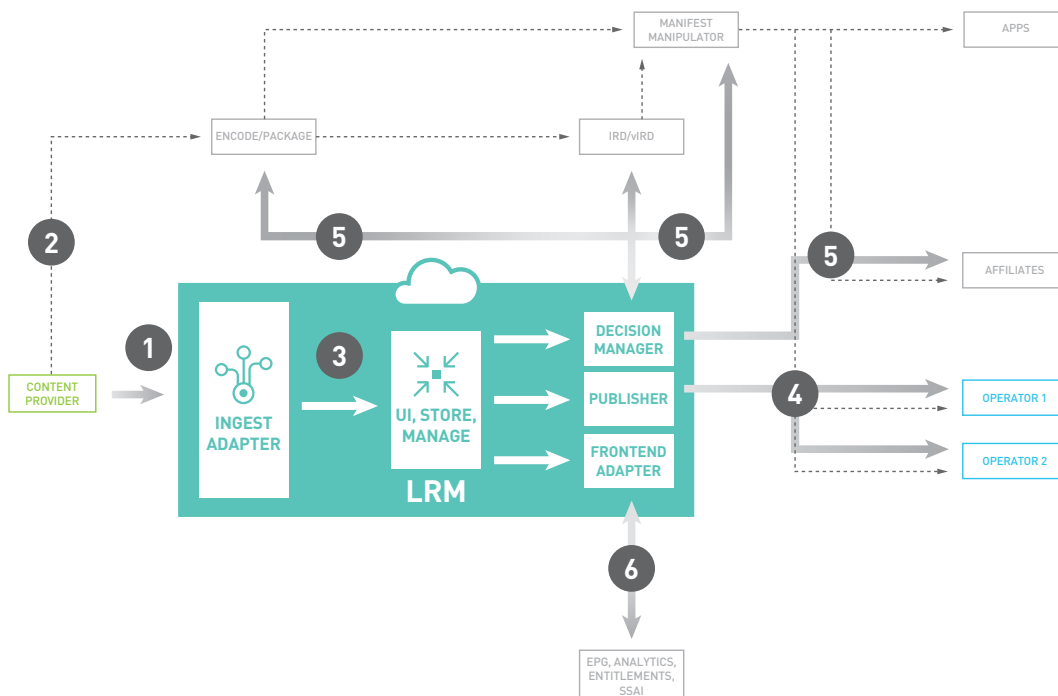 MANIFEST
MANIPULATOR
APPS
ENCODE/PACKAGE
IRD/vIRD
2
5
5
5
AFFILIATES
1
CONTENT
PROVIDER
INGEST
ADAPTER
3
UI, STORE,
MANAGE
LRM
DECISION
MANAGER
PUBLISHER
FRONTEND
ADAPTER
4
OPERATOR 1
OPERATOR 2
6
EPG, ANALYTICS,
ENTITLEMENTS,
SSAI